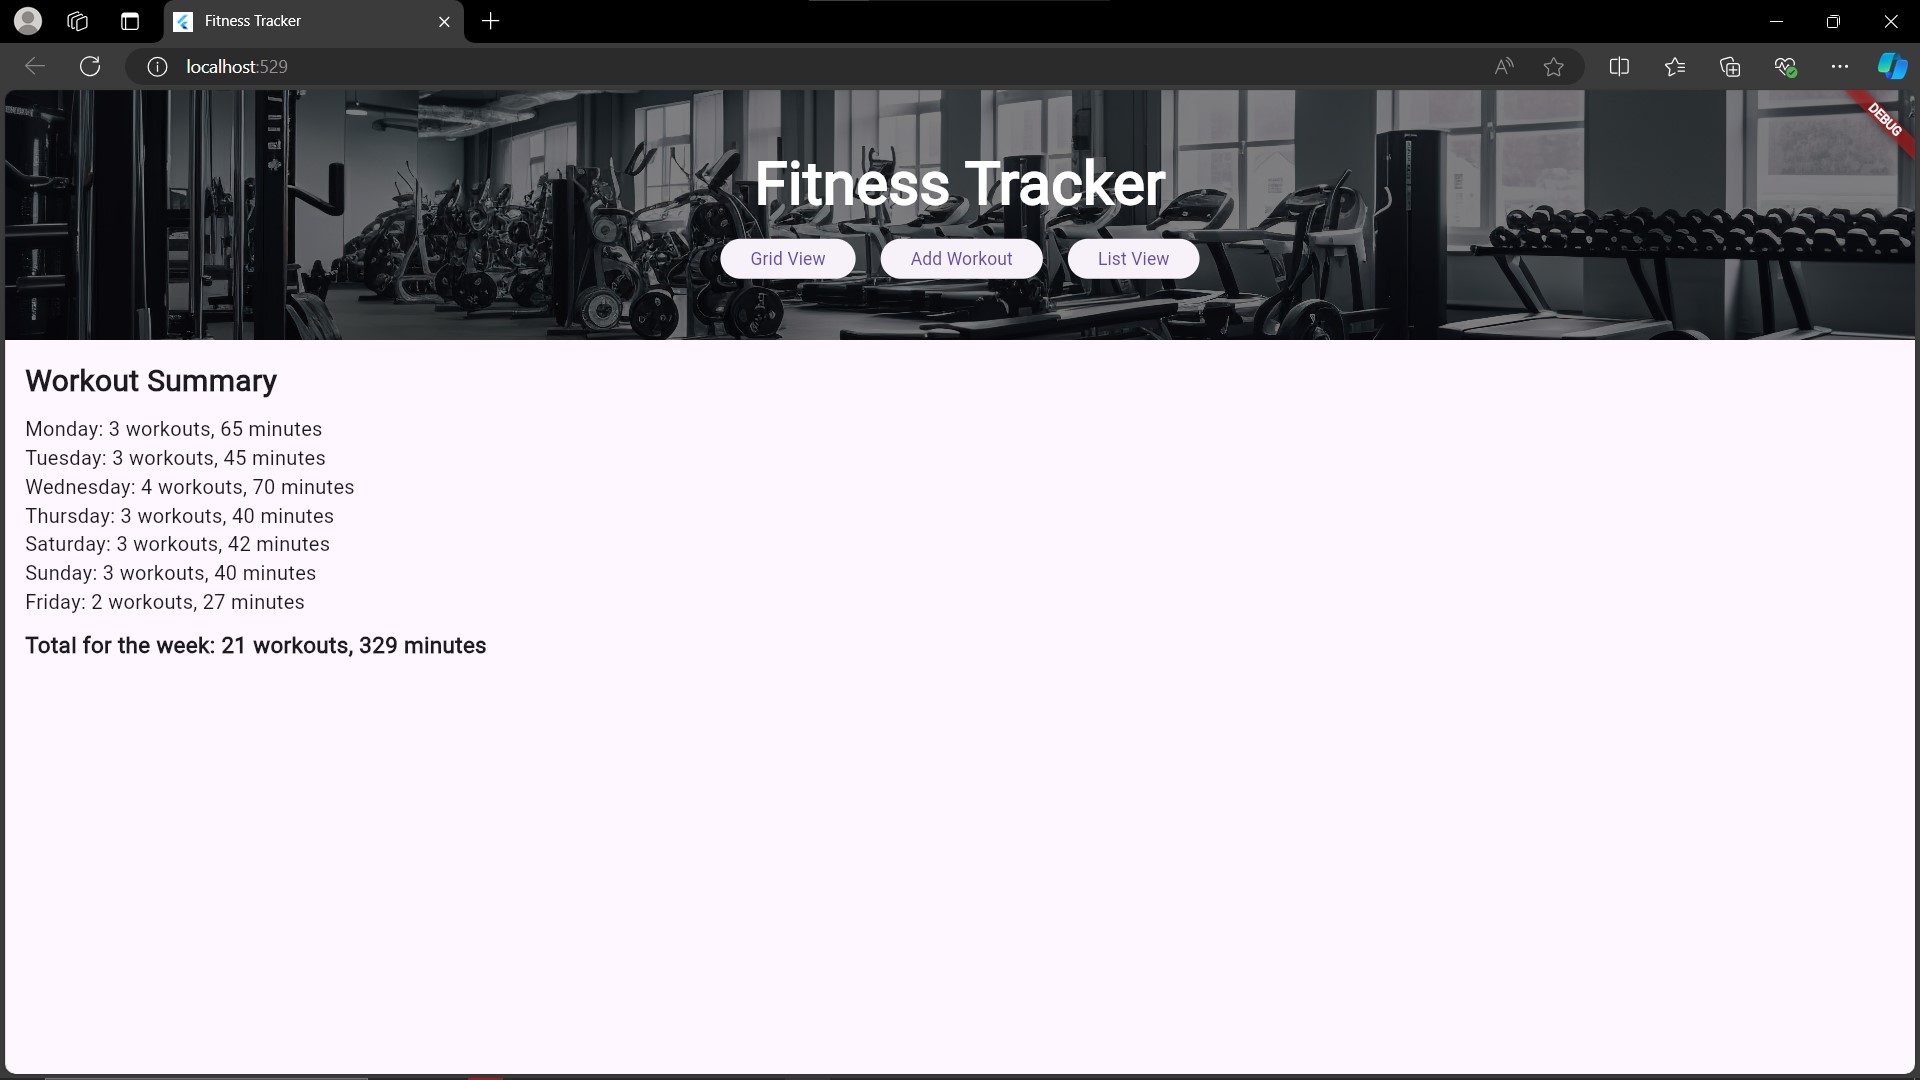 Fitness Tracker
localhost:529
DEBUG
Fitness Tracker
Grid View
Add Workout
List View
Workout Summary
Monday: 3 workouts, 65 minutes
Tuesday: 3 workouts, 45 minutes
Wednesday: 4 workouts, 70 minutes
Thursday: 3 workouts, 40 minutes
Saturday: 3 workouts, 42 minutes
Sunday: 3 workouts, 40 minutes
Friday: 2 workouts, 27 minutes
Total for the week: 21 workouts, 329 minutes